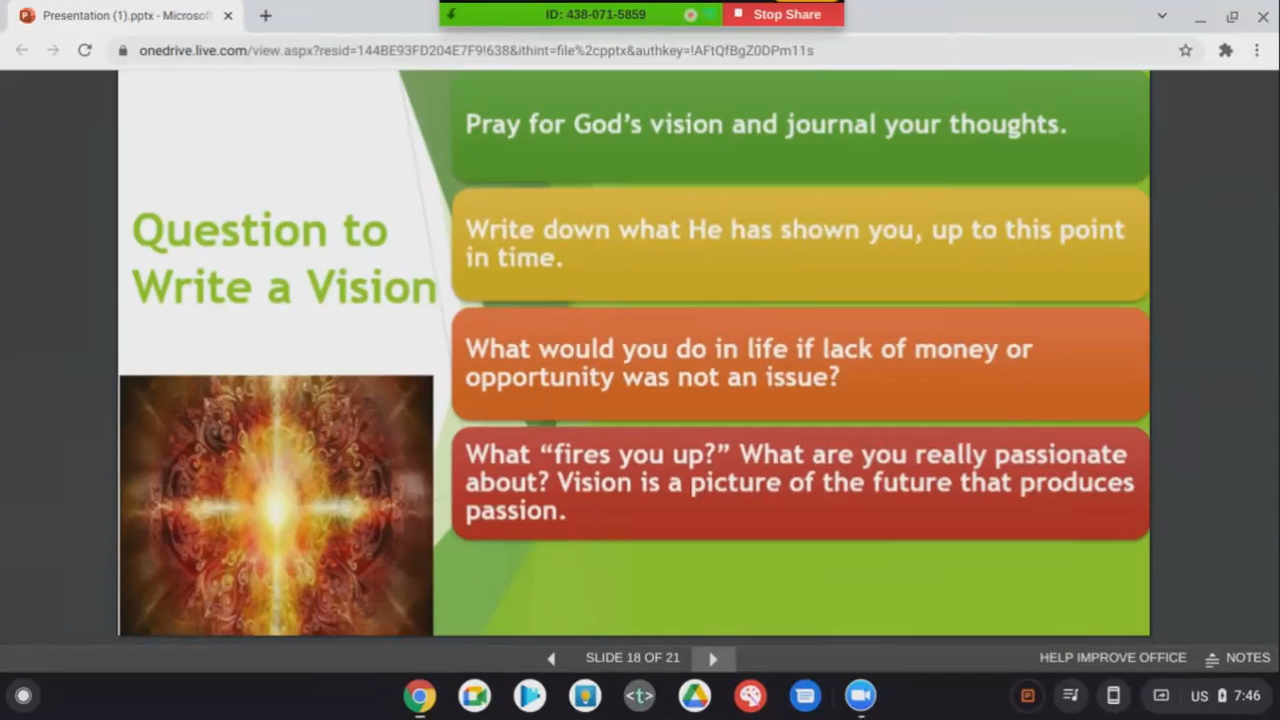 Presentation (1).pptx - Microsof
ID: 438-071-5859
Stop Share
onedrive.live.com/view.aspx?resid=144BE93FD204E7F9!638&ithint=file%2cpptx&authkey=!AFtQfBgZ0DPm11s
Question to
Write a Vision
Pray for God's vision and journal your thoughts.
Write down what He has shown you, up to this point
in time.
What would you do in life if lack of money or
opportunity was not an issue?
What “fires you up?” What are you really passionate
about? Vision is a picture of the future that produces
passion.
SLIDE 18 OF 21
HELP IMPROVE OFFICE
NOTES
<t>
US
7:46